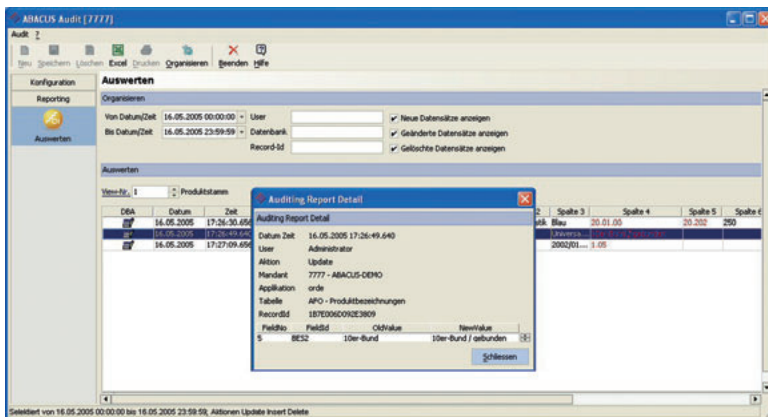 ABACUS Audit [7777]
Audit ?
Neu Speichern Löschen Excel Drucken Organisieren Beenden Hilfe
Konfiguration
Reporting
Auswerten
Auswerten
Organisieren
Von Datum/Zeit 16.05.2005 00:00:00 User Neue Datensätze anzeigen
Bis Datum/Zeit 16.05.2005 23:59:59 Datenbank Geänderte Datensätze anzeigen
Record-Id Gelöschte Datensätze anzeigen
Auswerten
View-Nr. 1 Produktstamm
DBA Datum Zeit 2 Spalte 3 Spalte 4 Spalte 5 Spalte 6
16.05.2005 17:26:30.656 Blau 20.01.00 20.202 250
16.05.2005 17:26:49.640 Universa... 10er-Bund / gebunden
16.05.2005 17:27:09.656 2002/01... 1.05
Auditing Report Detail
Auditing Report Detail
Datum Zeit 16.05.2005 17:26:49.640
User Administrator
Aktion Update
Mandant 7777 - ABACUS-DEMO
Applikation orde
Tabelle AFO - Produktbezeichnungen
RecordId 1B7E006D092E3809
FieldNo FieldId OldValue NewValue
5 BES2 10er-Bund 10er-Bund / gebunden
Schliessen
Selektiert von 16.05.2005 00:00:00 bis 16.05.2005 23:59:59; Aktionen Update Insert Delete